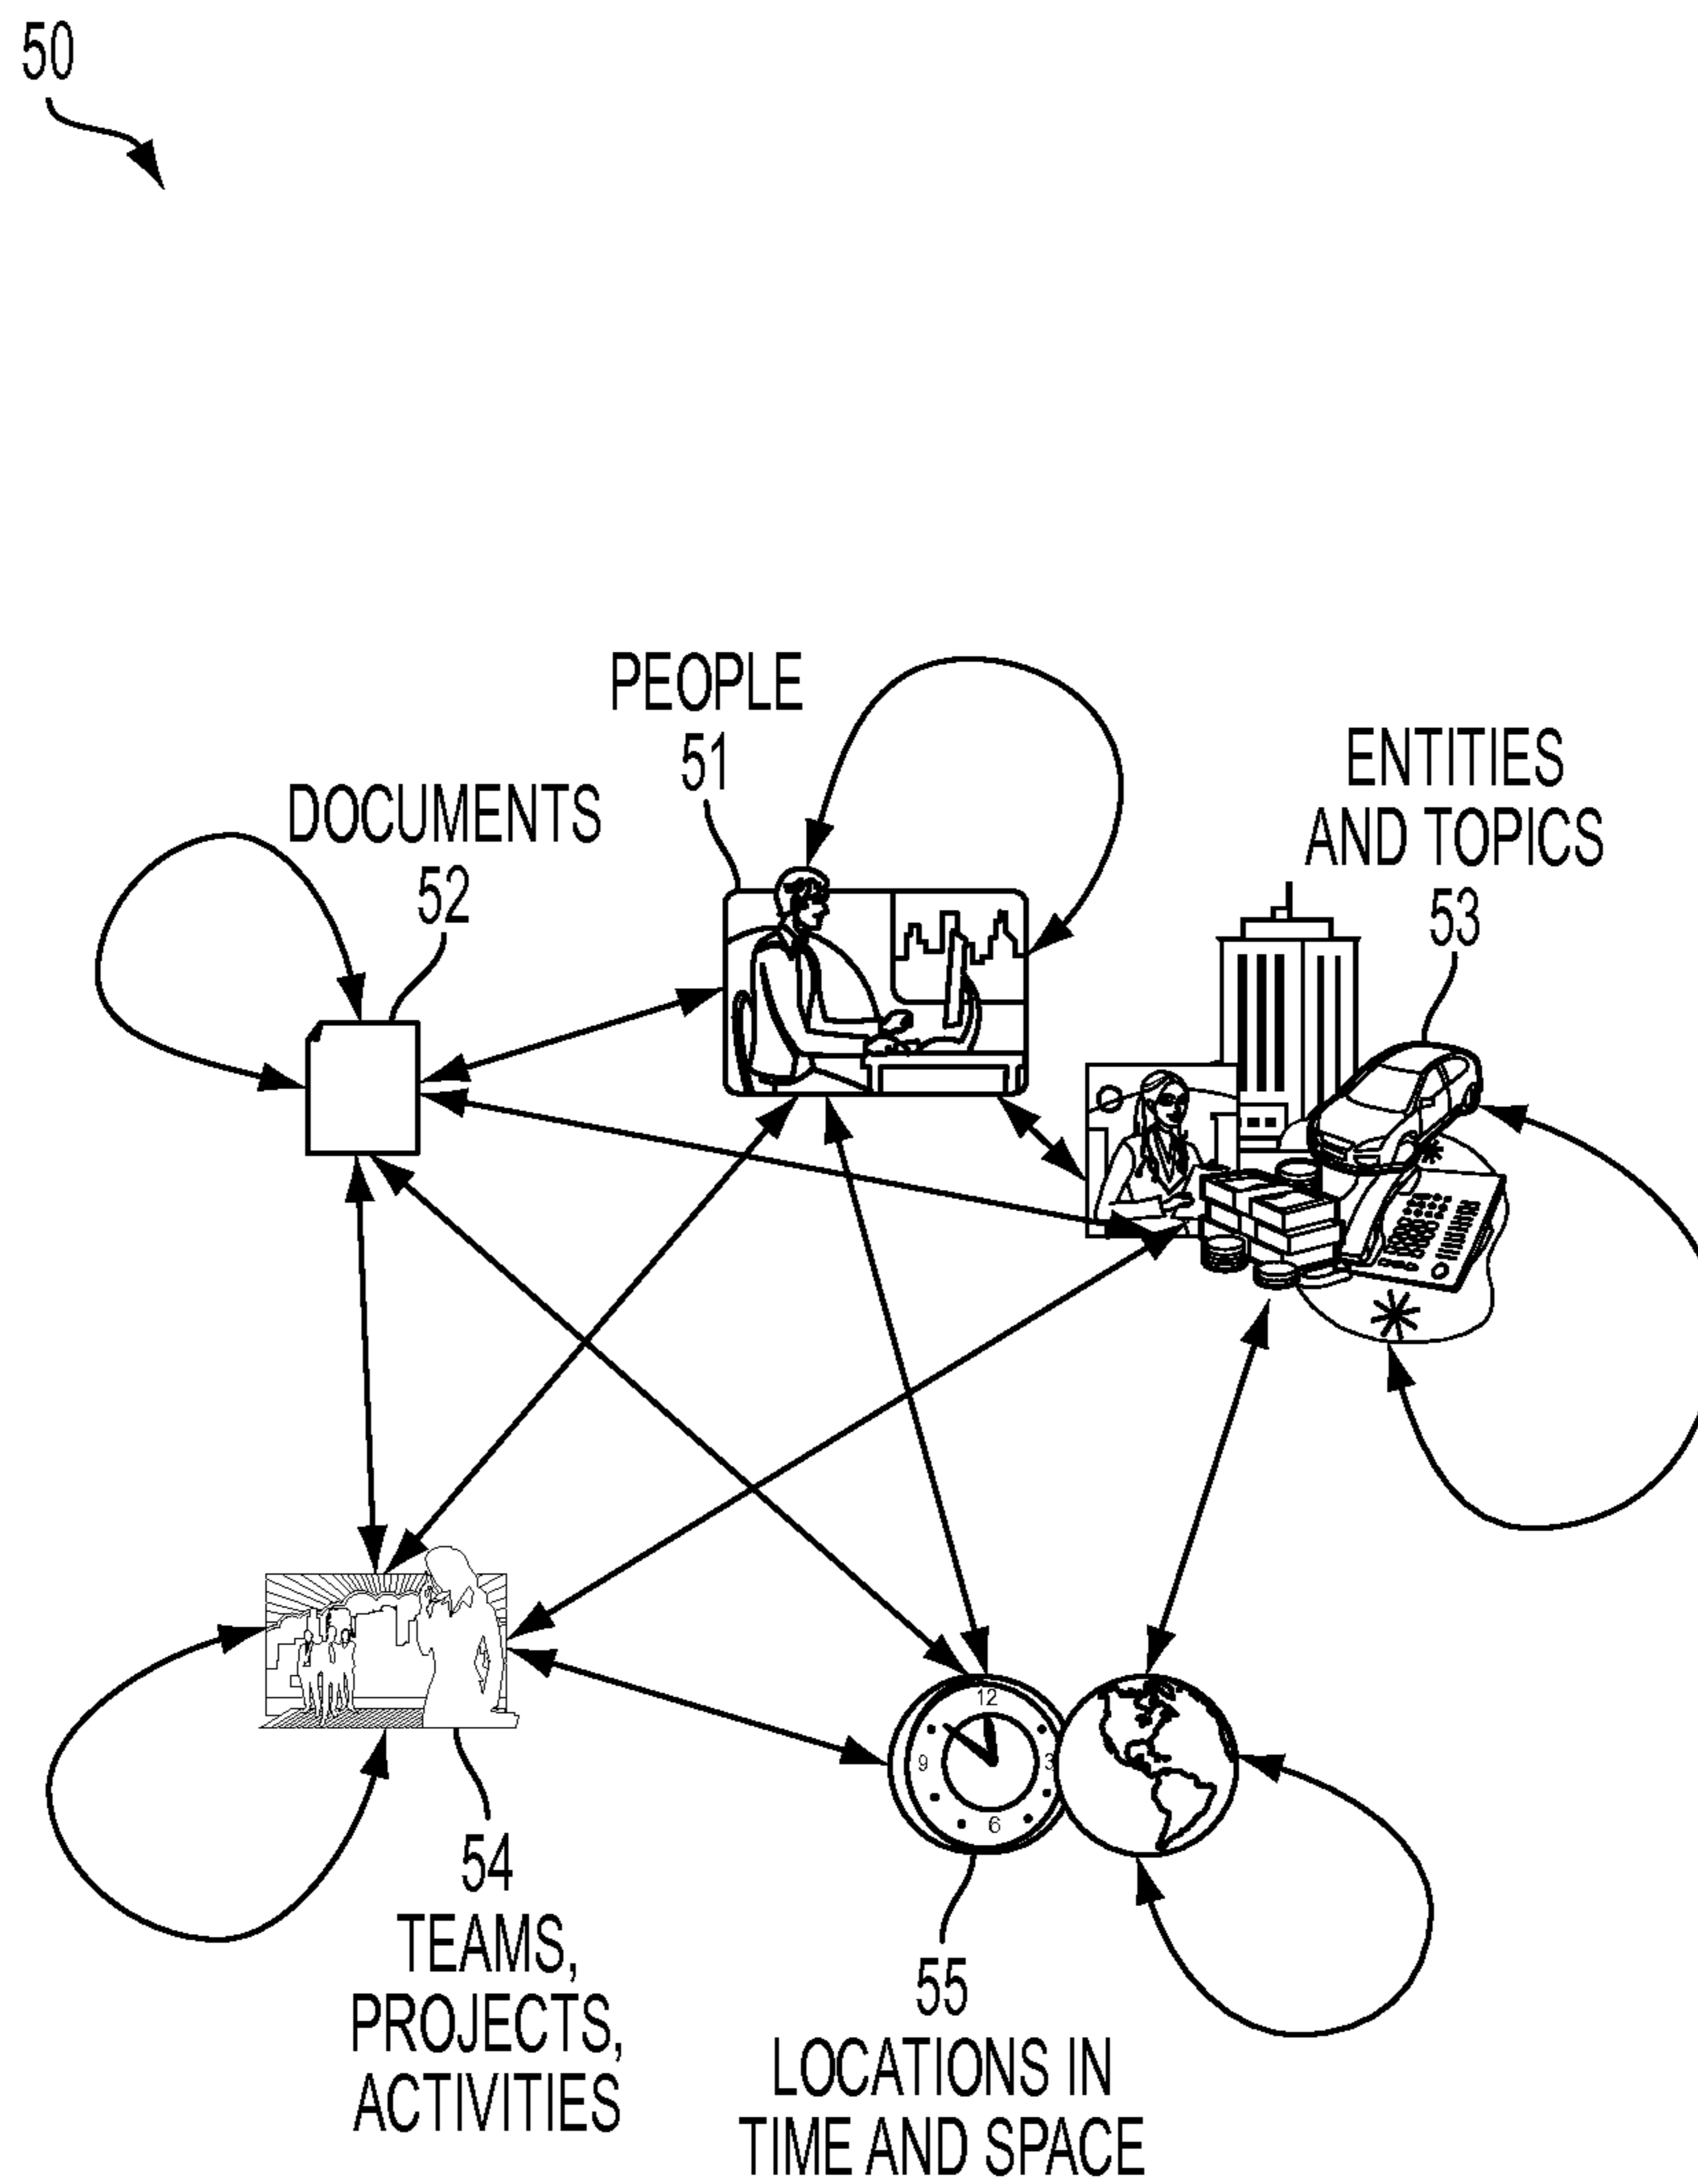 50
PEOPLE
51
DOCUMENTS
52
ENTITIES
AND TOPICS
53
12
9
3
6
54
TEAMS,
PROJECTS,
ACTIVITIES
55
LOCATIONS IN
TIME AND SPACE